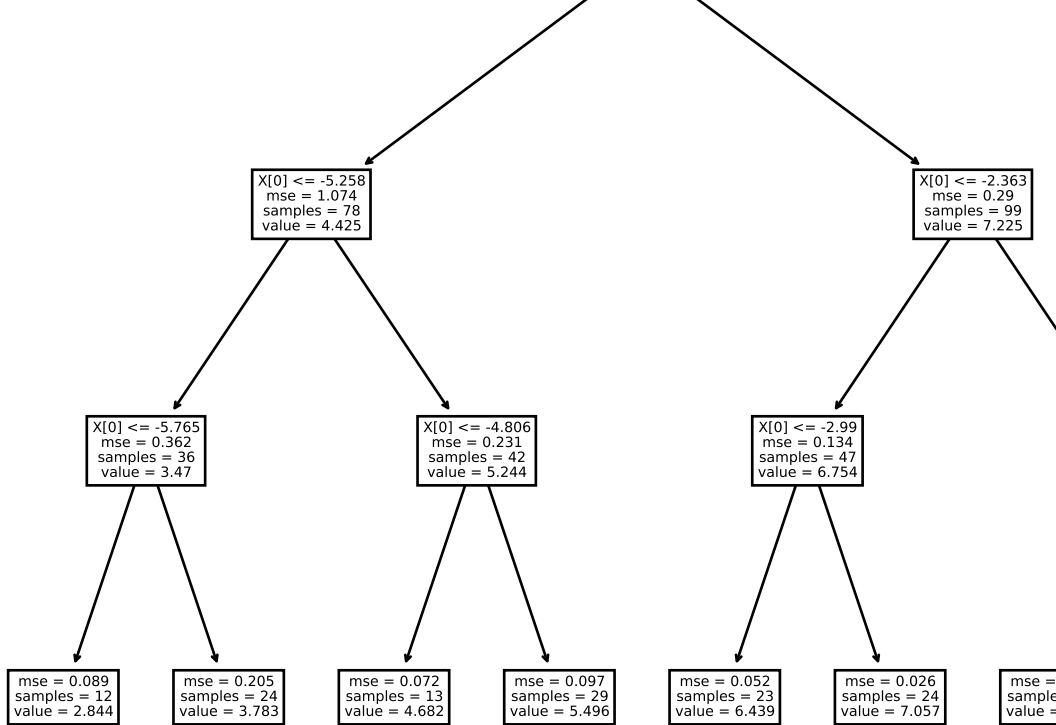 X[0] <= -5.258
mse = 1.074
samples = 78
value = 4.425
X[0] <= -2.363
mse = 0.29
samples = 99
value = 7.225
X[0] <= -5.765
mse = 0.362
samples = 36
value = 3.47
X[0] <= -4.806
mse = 0.231
samples = 42
value = 5.244
X[0] <= -2.99
mse = 0.134
samples = 47
value = 6.754
mse = 0.089
samples = 12
value = 2.844
mse = 0.205
samples = 24
value = 3.783
mse = 0.072
samples = 13
value = 4.682
mse = 0.097
samples = 29
value = 5.496
mse = 0.052
samples = 23
value = 6.439
mse = 0.026
samples = 24
value = 7.057
mse =
value =